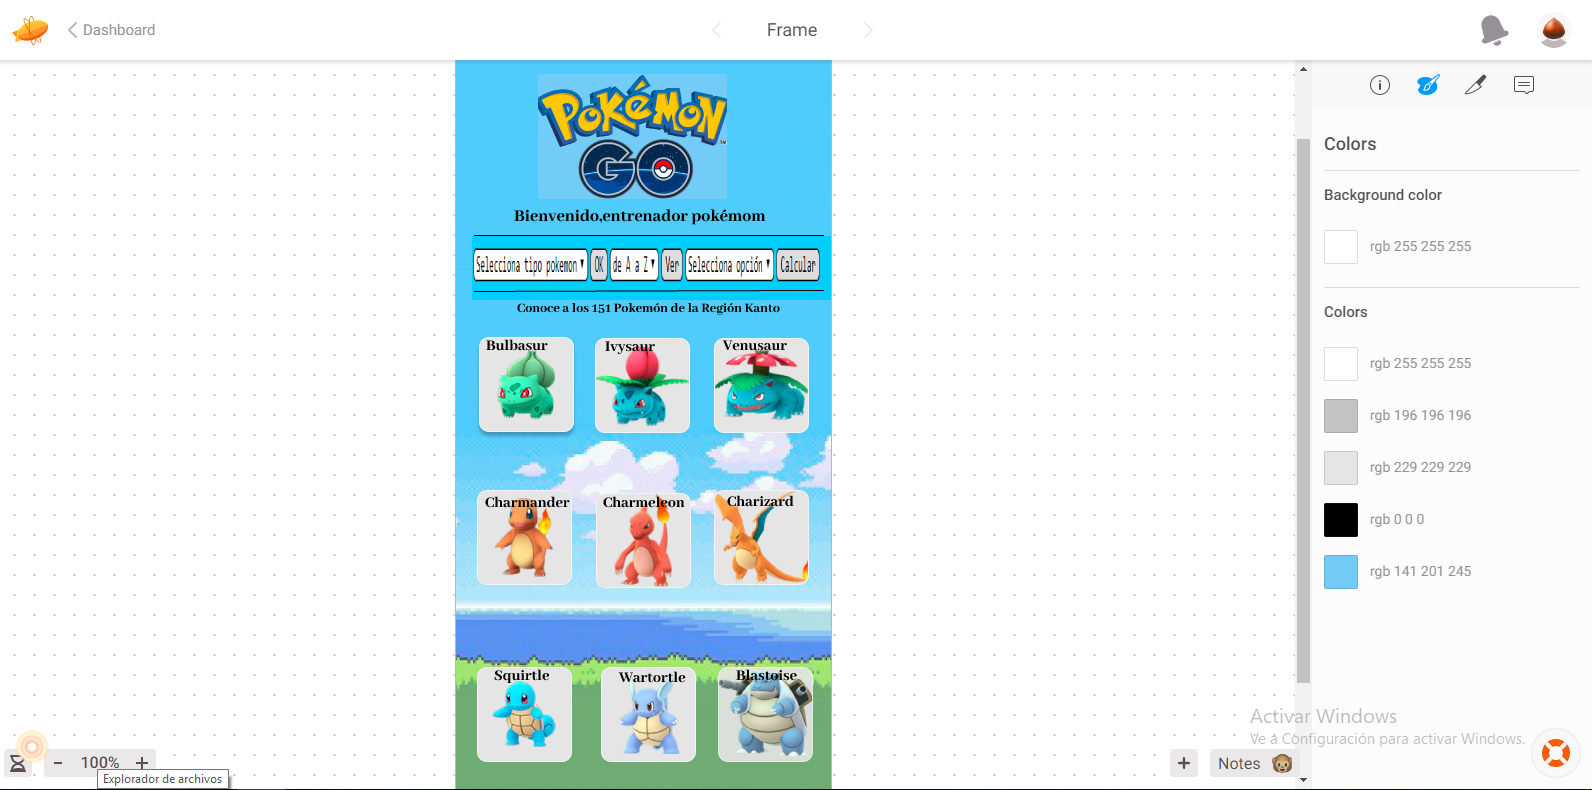 Dashboard
Frame
POKéMON
TM
GO
Bienvenido,entrenador pokémom
Selecciona tipo pokemon
OK
de A a Z
Ver
Selecciona opción
Calcular
Conoce a los 151 Pokemón de la Región Kanto
Bulbasur
Ivysaur
Venusaur
Charmander
Charmeleon
Charizard
Squirtle
Wartortle
Blastoise
Colors
Background color
rgb 255 255 255
Colors
rgb 255 255 255
rgb 196 196 196
rgb 229 229 229
rgb 0 0 0
rgb 141 201 245
Activar Windows
Ve a Configuración para activar Windows.
- 100% +
Explorador de archivos
+
Notes